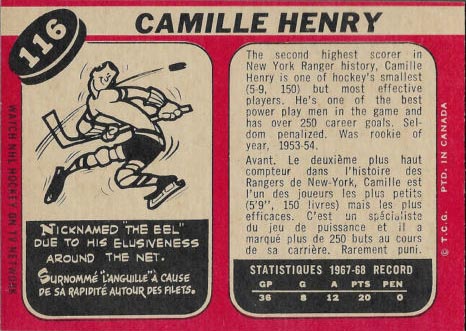 116
CAMILLE HENRY
WATCH NHL HOCKEY ON TV NETWORK
NICKNAMED "THE EEL"
DUE TO HIS ELUSIVENESS
AROUND THE NET.
SURNOMMÉ "L'ANGUILLE" À CAUSE
DE SA RAPIDITÉ AUTOUR DES FILETS.
The second highest scorer in
New York Ranger history, Camille
Henry is one of hockey's smallest
(5-9, 150) but most effective
players. He's one of the best
power play men in the game and
has over 250 career goals. Sel-
dom penalized. Was rookie of
year, 1953-54.
Avant. Le deuxième plus haut
compteur dans l'histoire des
Rangers de New-York, Camille est
l'un des joueurs les plus petits
(5'9", 150 livres) mais les plus
efficaces. C'est un spécialiste
du jeu de puissance et il a
marqué plus de 250 buts au cours
de sa carrière. Rarement puni.
STATISTIQUES 1967-68 RECORD
GP G A PTS PEN
36 8 12 20 0
© T.C.G. PTD. IN CANADA